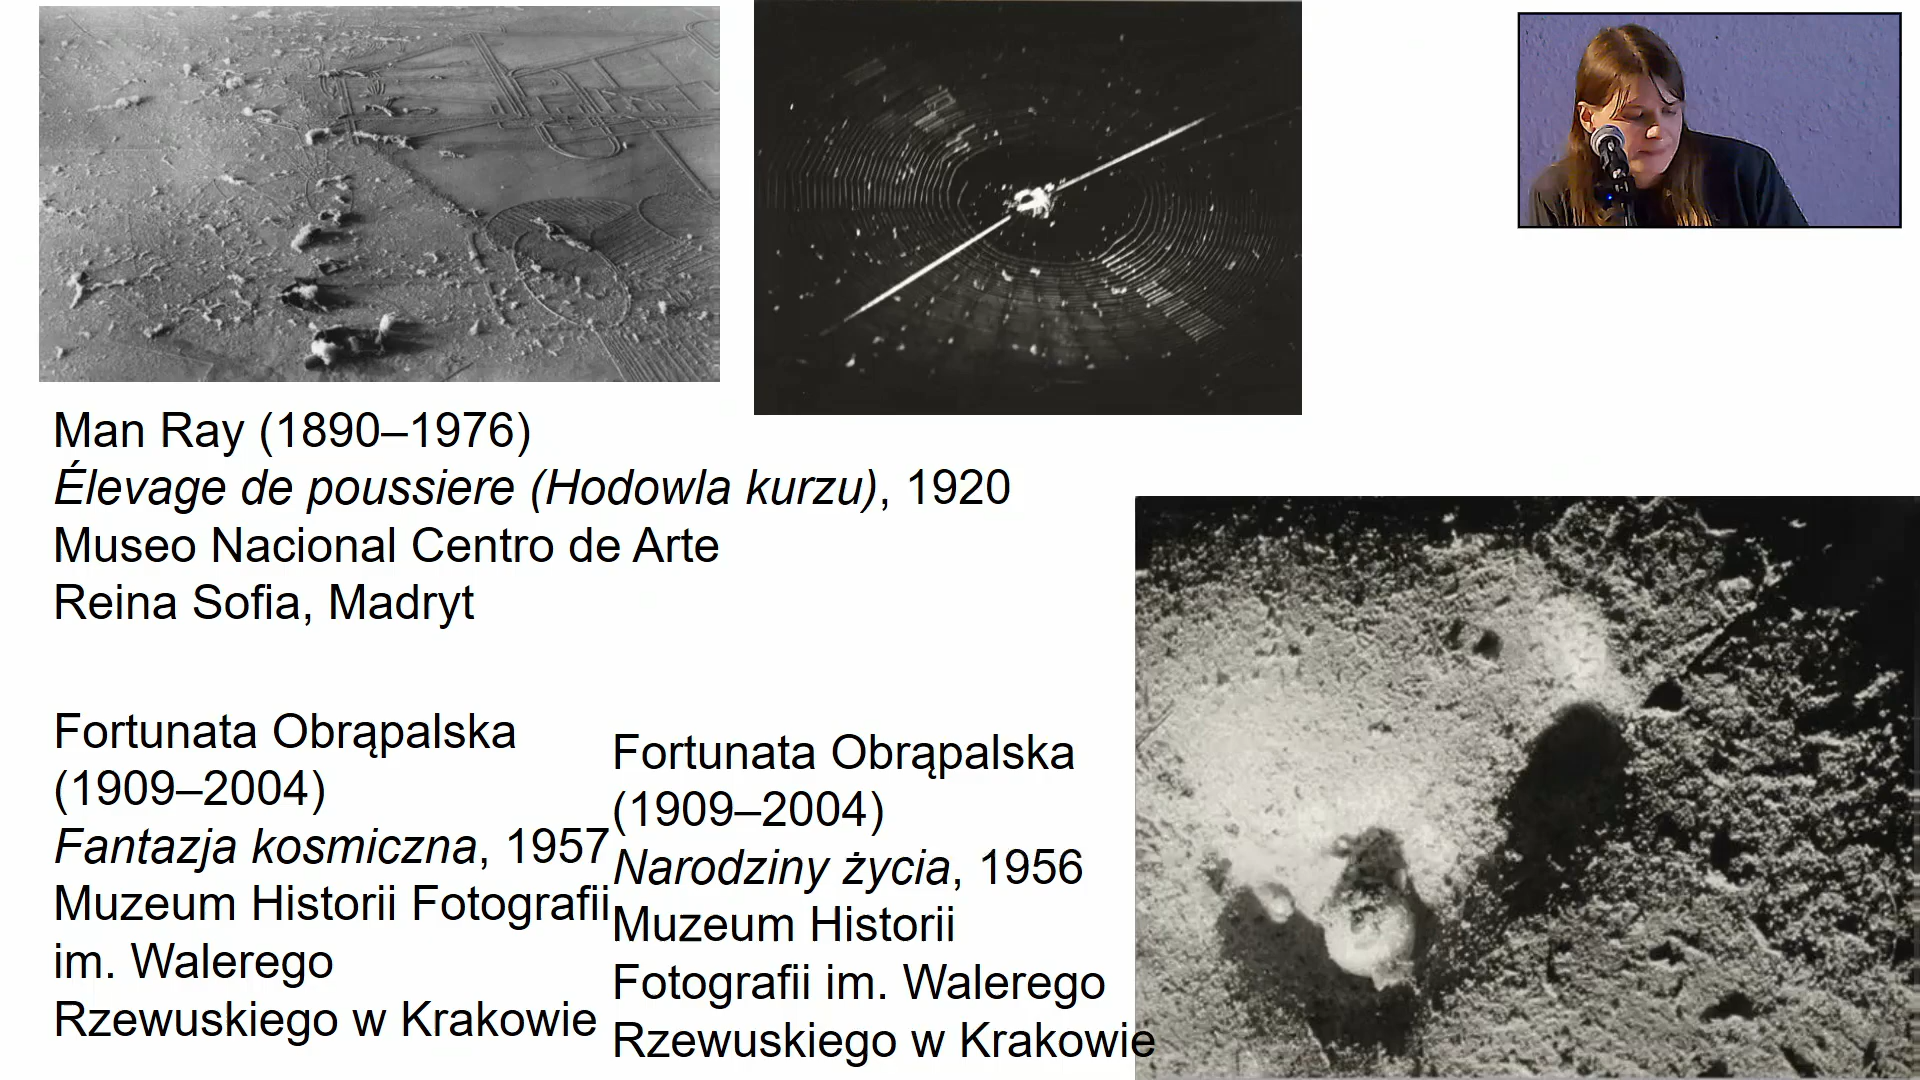 Man Ray (1890–1976)
Élevage de poussiere (Hodowla kurzu), 1920
Museo Nacional Centro de Arte
Reina Sofia, Madryt
Fortunata Obrąpalska
(1909–2004)
Fantazja kosmiczna, 1957
Muzeum Historii Fotografii
im. Walerego
Rzewuskiego w Krakowie
Fortunata Obrąpalska
(1909–2004)
Narodziny życia, 1956
Muzeum Historii
Fotografii im. Walerego
Rzewuskiego w Krakowie